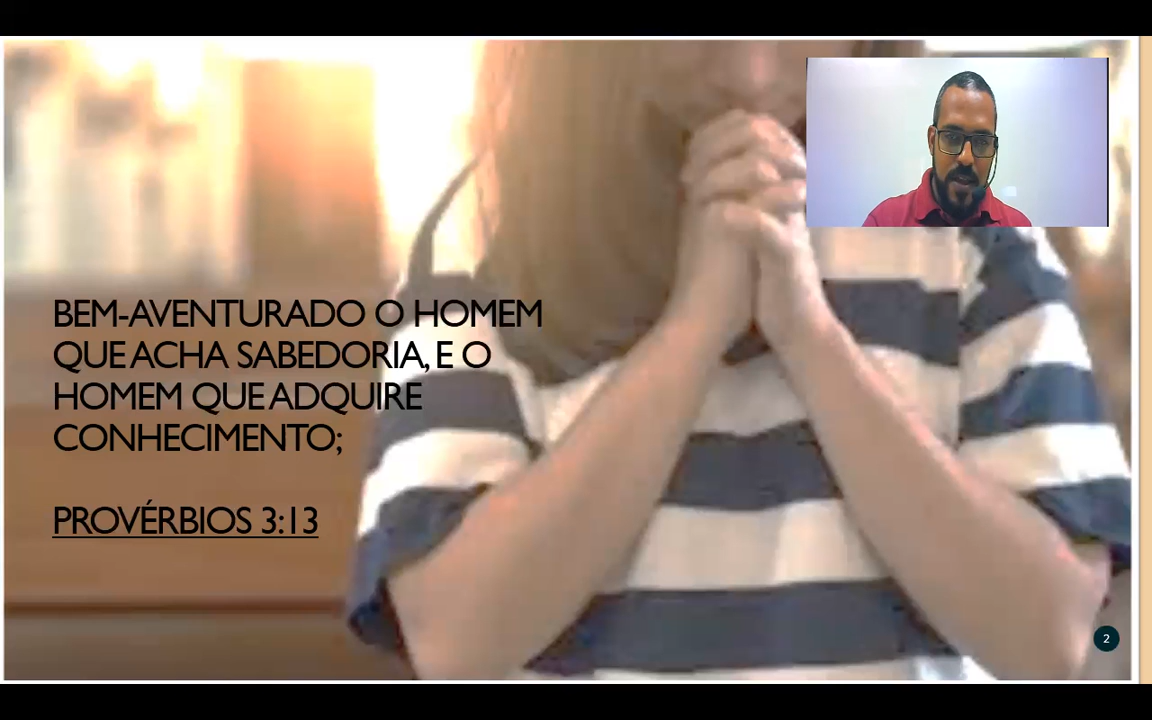 BEM-AVENTURADO O HOMEM
QUE ACHA SABEDORIA, E O
HOMEM QUE ADQUIRE
CONHECIMENTO;
PROVÉRBIOS 3:13
2